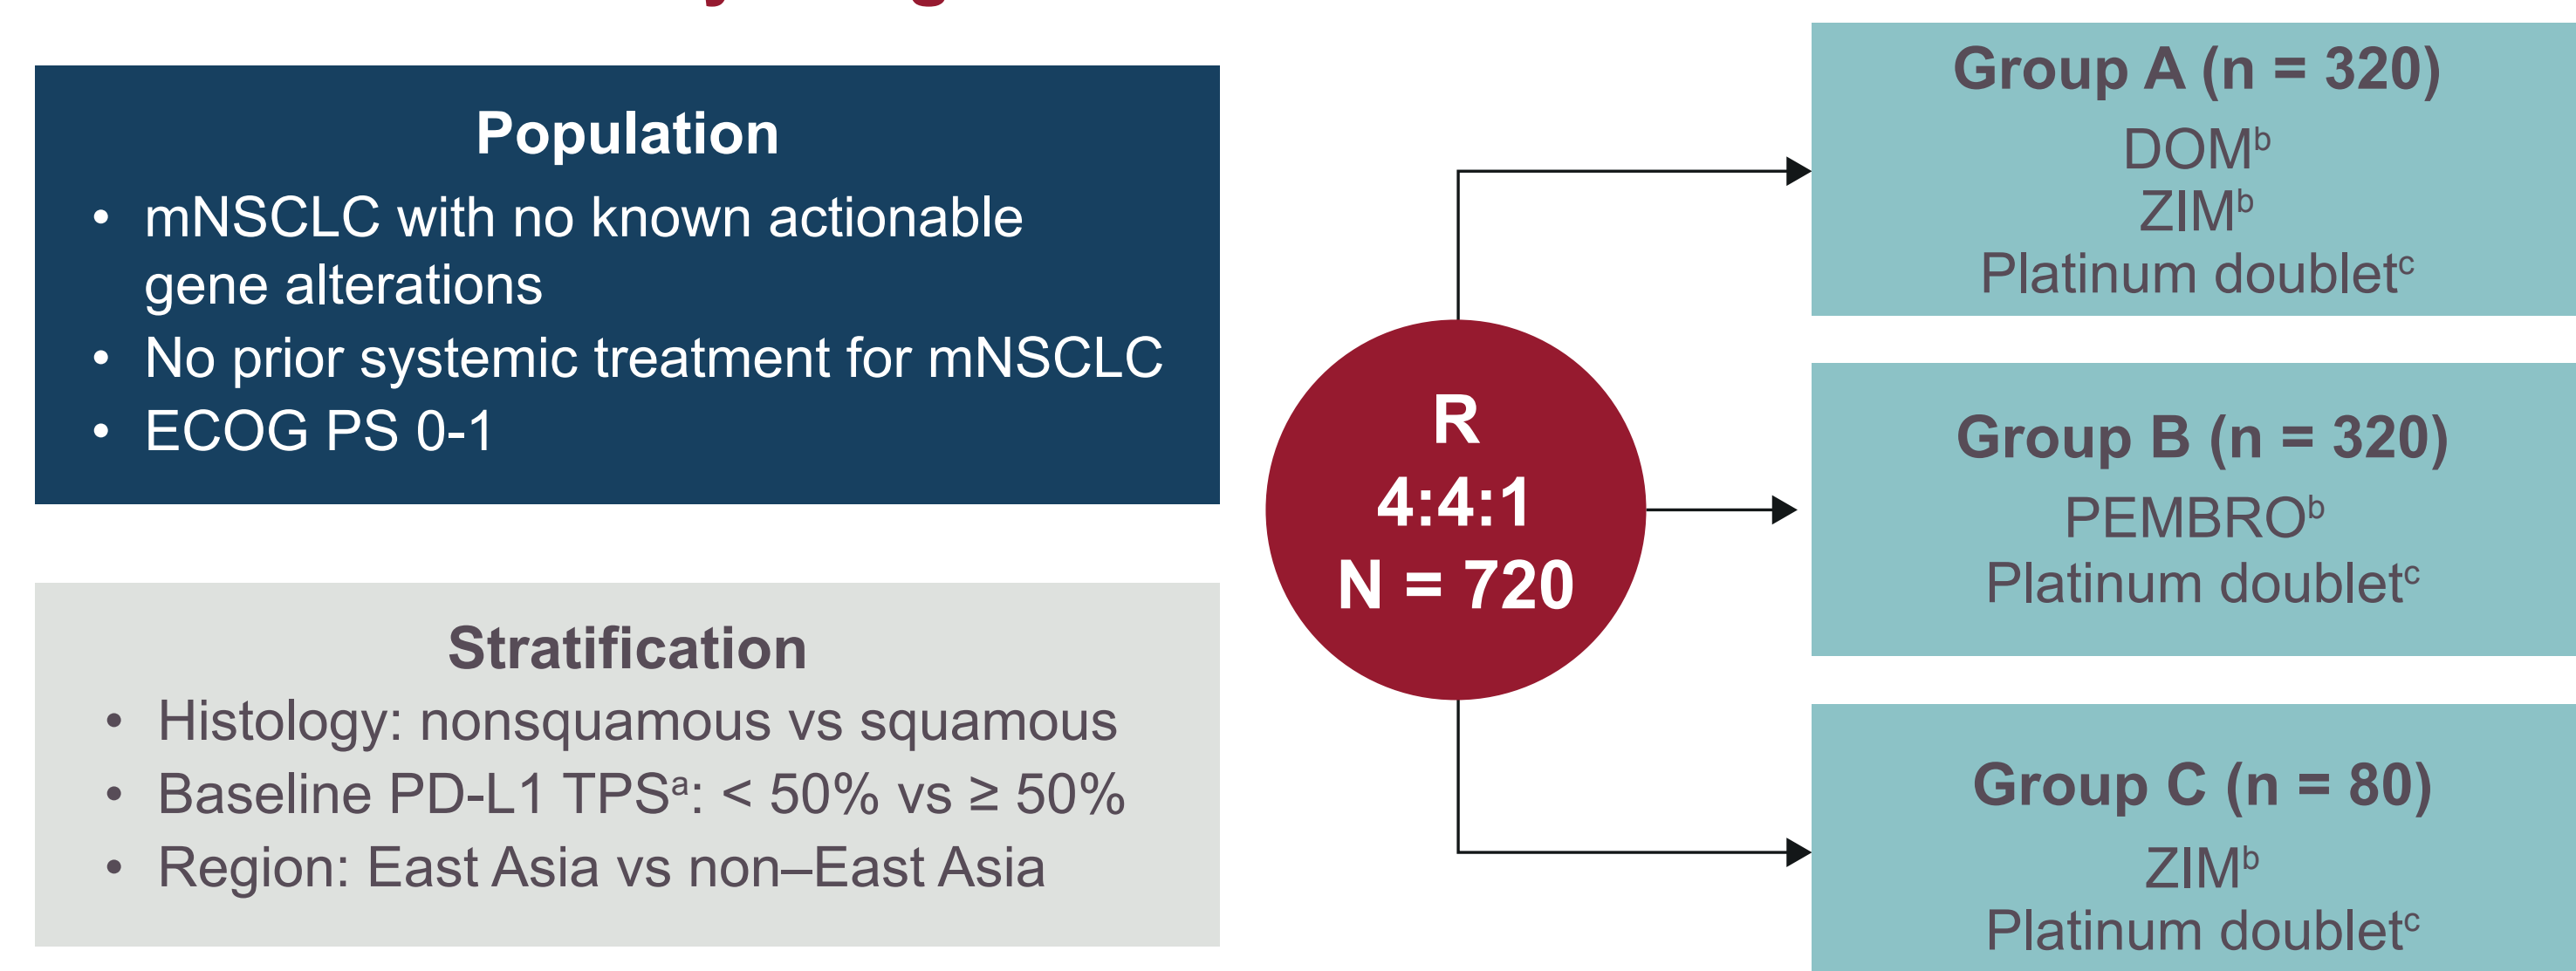 Population
• mNSCLC with no known actionable
gene alterations
• No prior systemic treatment for mNSCLC
• ECOG PS 0-1
Stratification
• Histology: nonsquamous vs squamous
• Baseline PD-L1 TPSᵃ: < 50% vs ≥ 50%
• Region: East Asia vs non–East Asia
R
4:4:1
N = 720
Group A (n = 320)
DOMᵇ
ZIMᵇ
Platinum doubletᶜ
Group B (n = 320)
PEMBROᵇ
Platinum doubletᶜ
Group C (n = 80)
ZIMᵇ
Platinum doubletᶜ